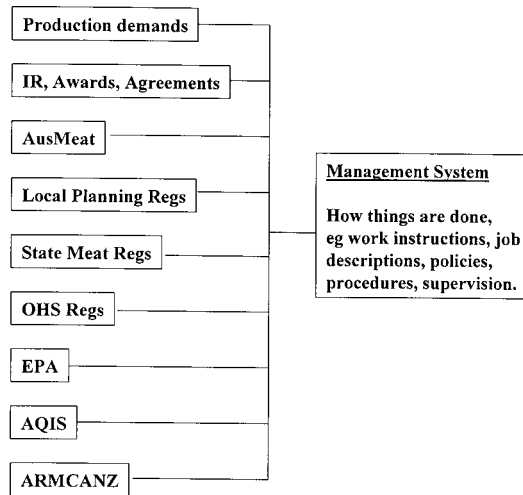 Production demands
IR, Awards, Agreements
AusMeat
Local Planning Regs
State Meat Regs
OHS Regs
EPA
AQIS
ARMCANZ
Management System
How things are done,
eg work instructions, job
descriptions, policies,
procedures, supervision.